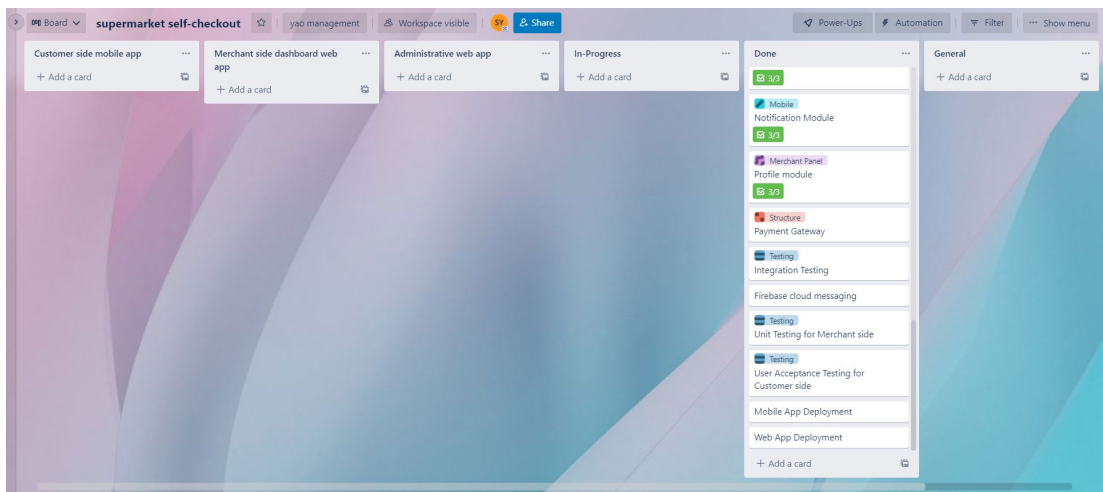 Board
supermarket self-checkout
yao management
Workspace visible
SY
Share
Power-Ups
Automation
Filter
... Show menu
Customer side mobile app ...
+ Add a card
Merchant side dashboard web
app ...
+ Add a card
Administrative web app ...
+ Add a card
In-Progress ...
+ Add a card
Done ...
3/3
Mobile
Notification Module
3/3
Merchant Panel
Profile module
3/3
Structure
Payment Gateway
Testing
Integration Testing
Firebase cloud messaging
Testing
Unit Testing for Merchant side
Testing
User Acceptance Testing for
Customer side
Mobile App Deployment
Web App Deployment
+ Add a card
General ...
+ Add a card